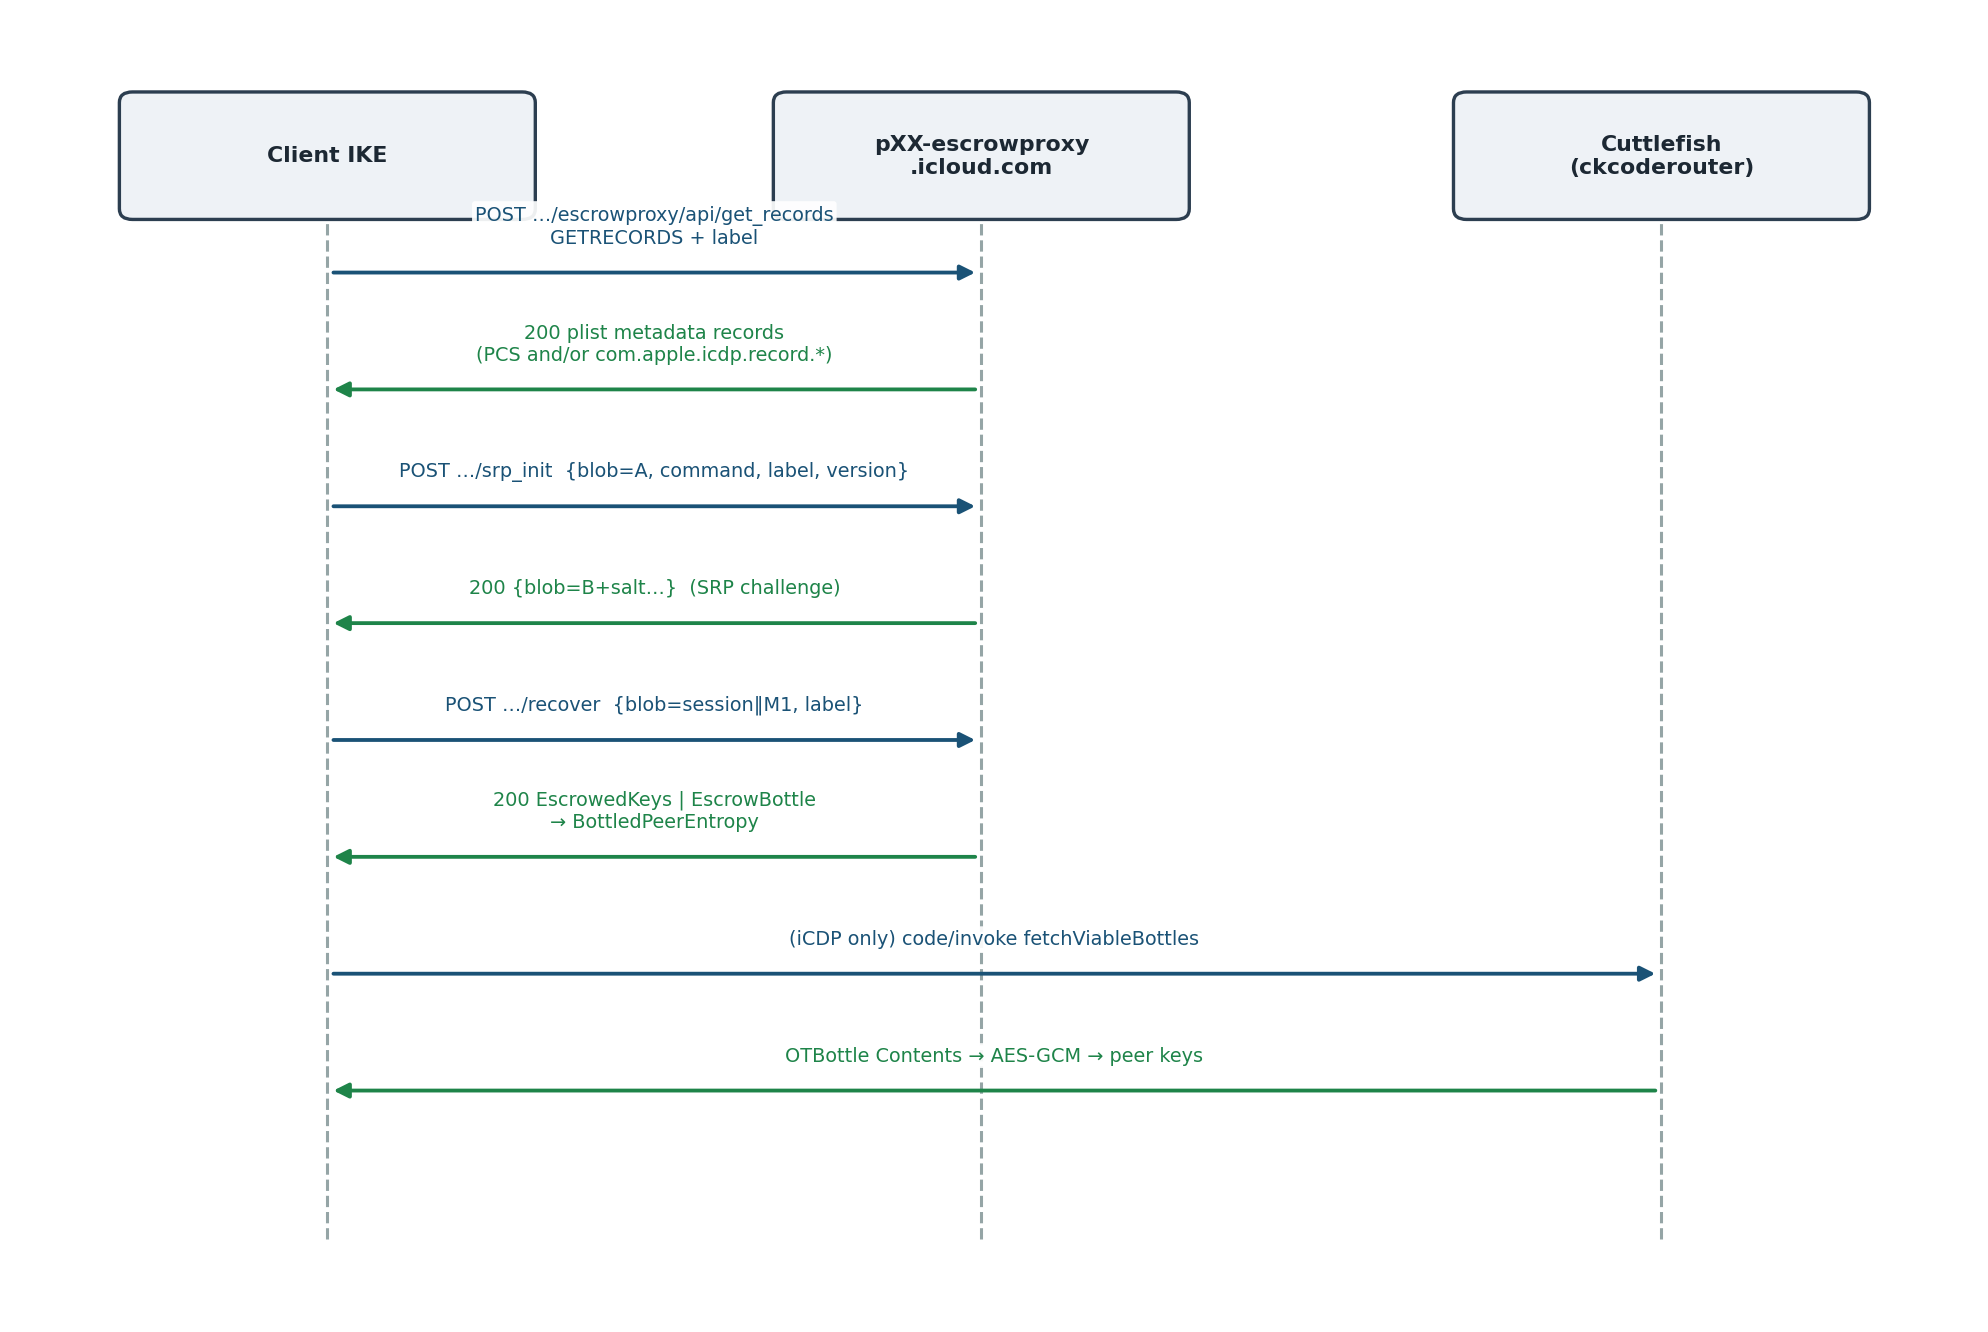 Client IKE
pXX-escrowproxy
.icloud.com
Cuttlefish
(ckcoderouter)
POST …/escrowproxy/api/get_records
GETRECORDS + label
200 plist metadata records
(PCS and/or com.apple.icdp.record.*)
POST …/srp_init  {blob=A, command, label, version}
200 {blob=B+salt…}  (SRP challenge)
POST …/recover  {blob=session‖M1, label}
200 EscrowedKeys | EscrowBottle
→ BottledPeerEntropy
(iCDP only) code/invoke fetchViableBottles
OTBottle Contents → AES-GCM → peer keys